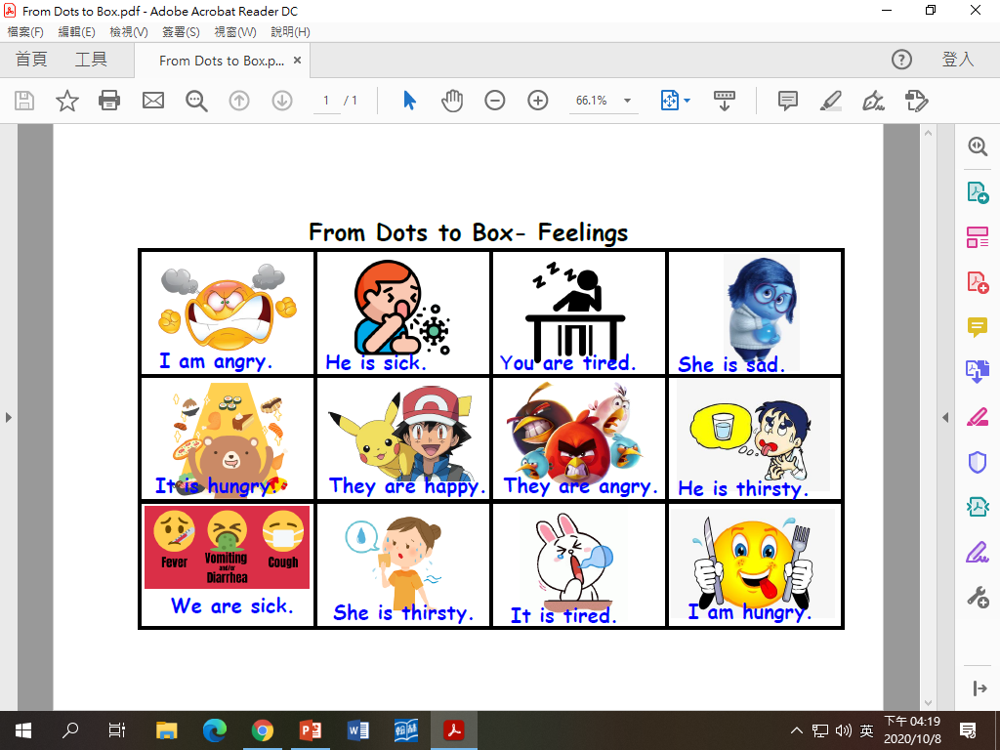 From Dots to Box.pdf - Adobe Acrobat Reader DC
檔案(F) 編輯(E) 檢視(V) 簽署(S) 視窗(W) 說明(H)
首頁 工具 From Dots to Box.p... × ? 登入
1 / 1 66.1%
From Dots to Box- Feelings
I am angry.
He is sick.
z z z
You are tired.
She is sad.
It is hungry.
They are happy.
They are angry.
He is thirsty.
Fever
Vomiting
and/or
Diarrhea
Cough
We are sick.
She is thirsty.
It is tired.
I am hungry.
英 下午 04:19
2020/10/8